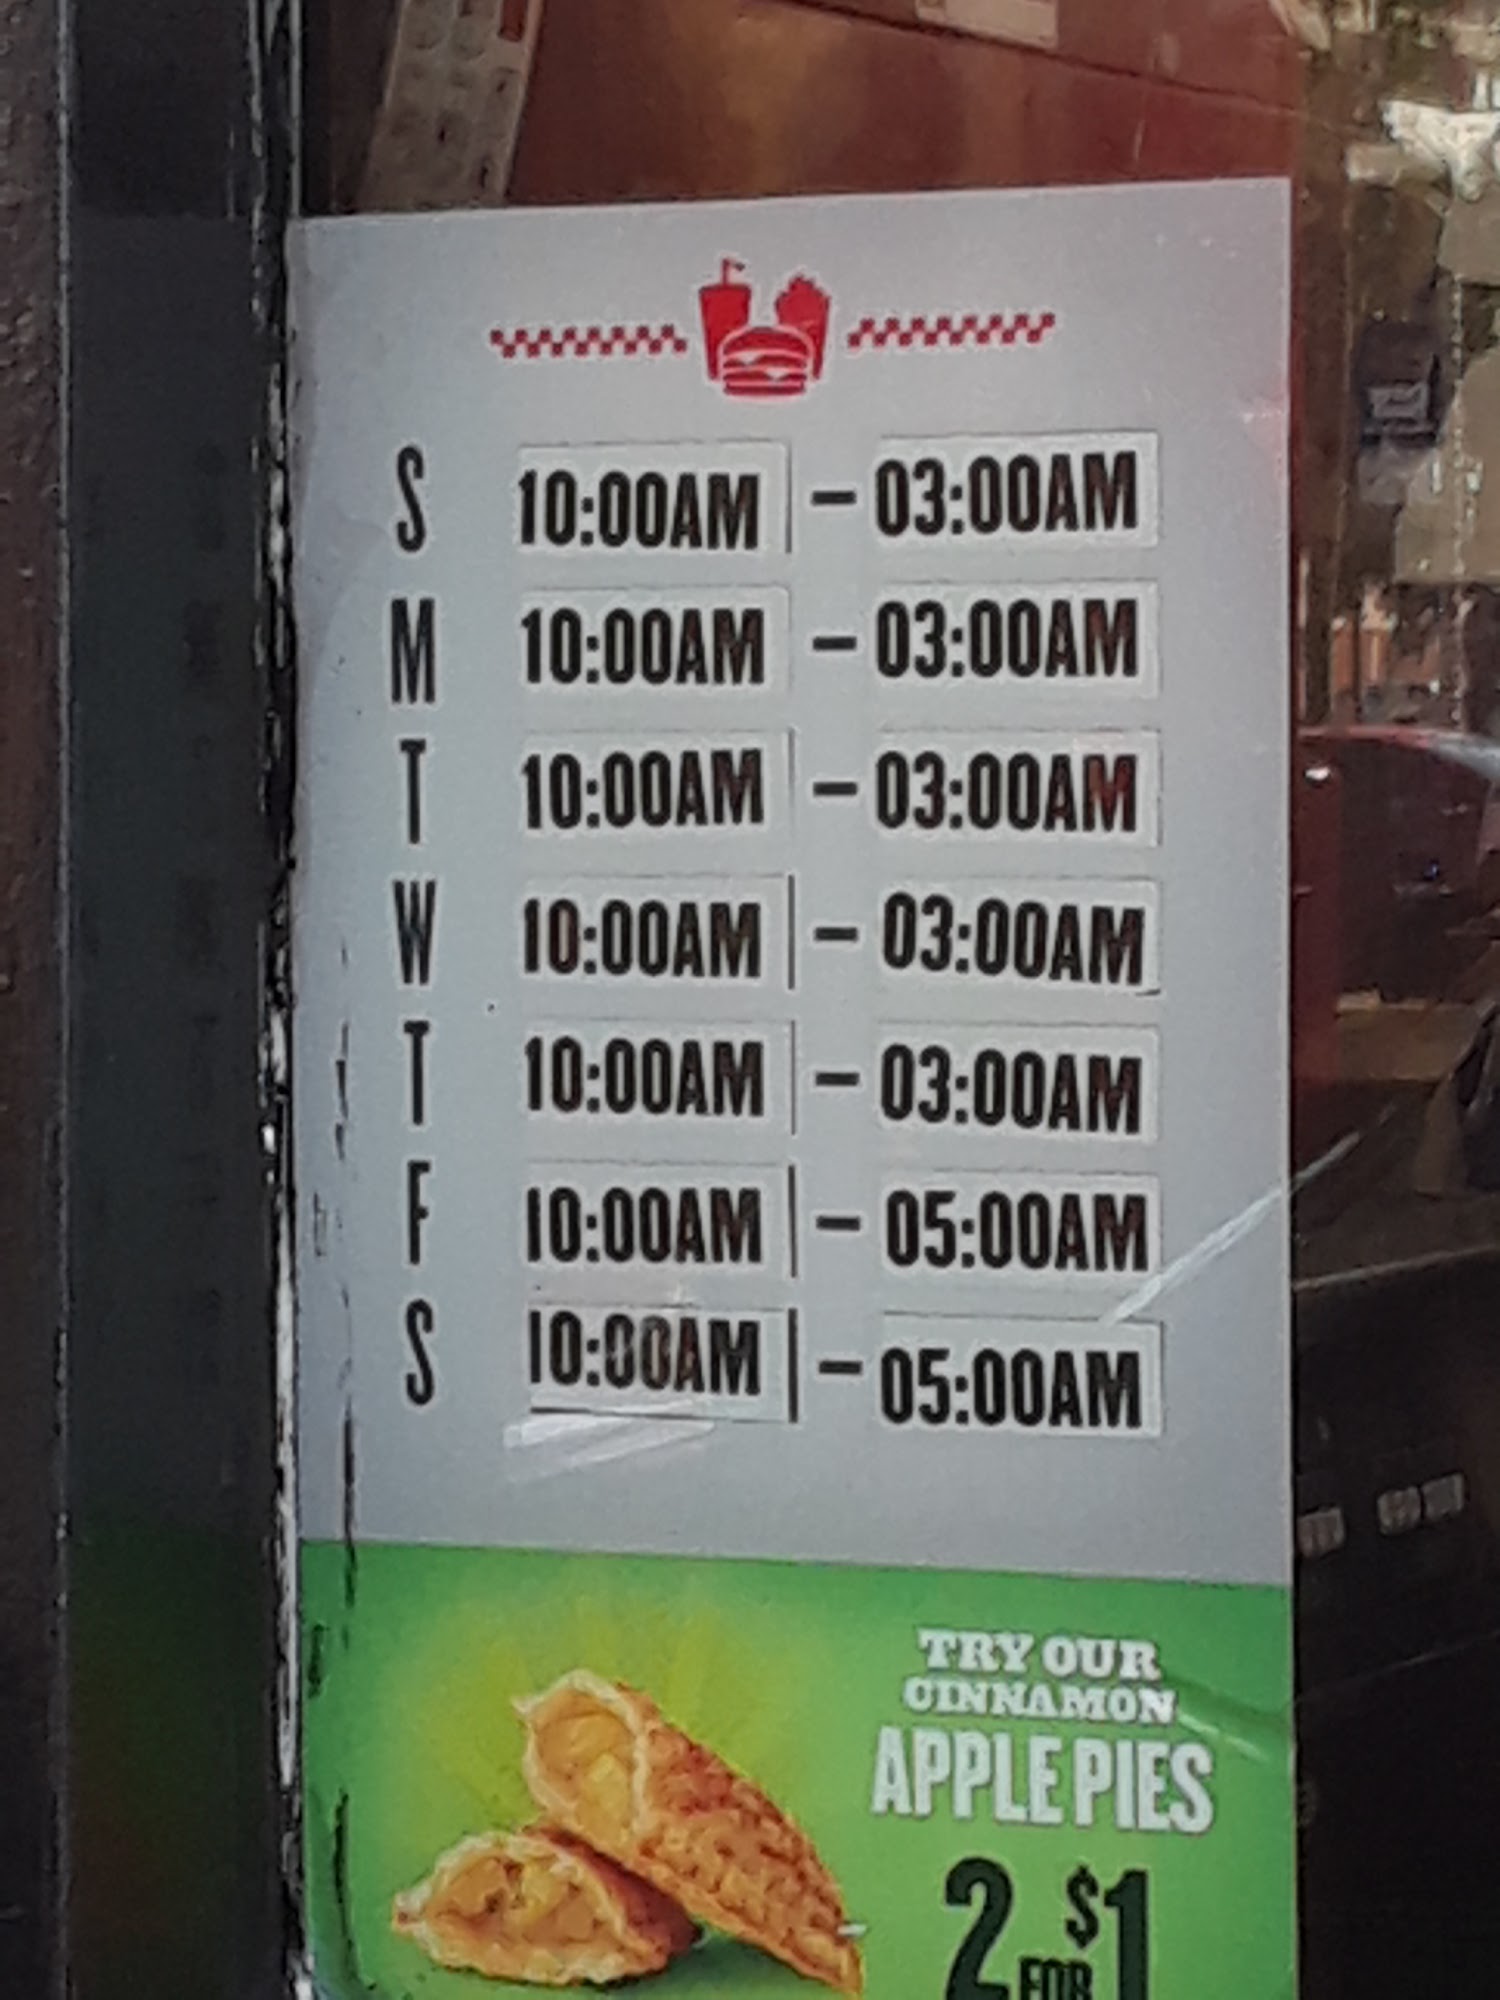 S 10:00AM – 03:00AM
M 10:00AM – 03:00AM
T 10:00AM – 03:00AM
W 10:00AM – 03:00AM
T 10:00AM – 03:00AM
F 10:00AM – 05:00AM
S 10:00AM – 05:00AM
TRY OUR
CINNAMON
APPLE PIES
2 FOR $1